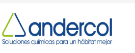 andercol
Soluciones químicas para un hábitat mejor